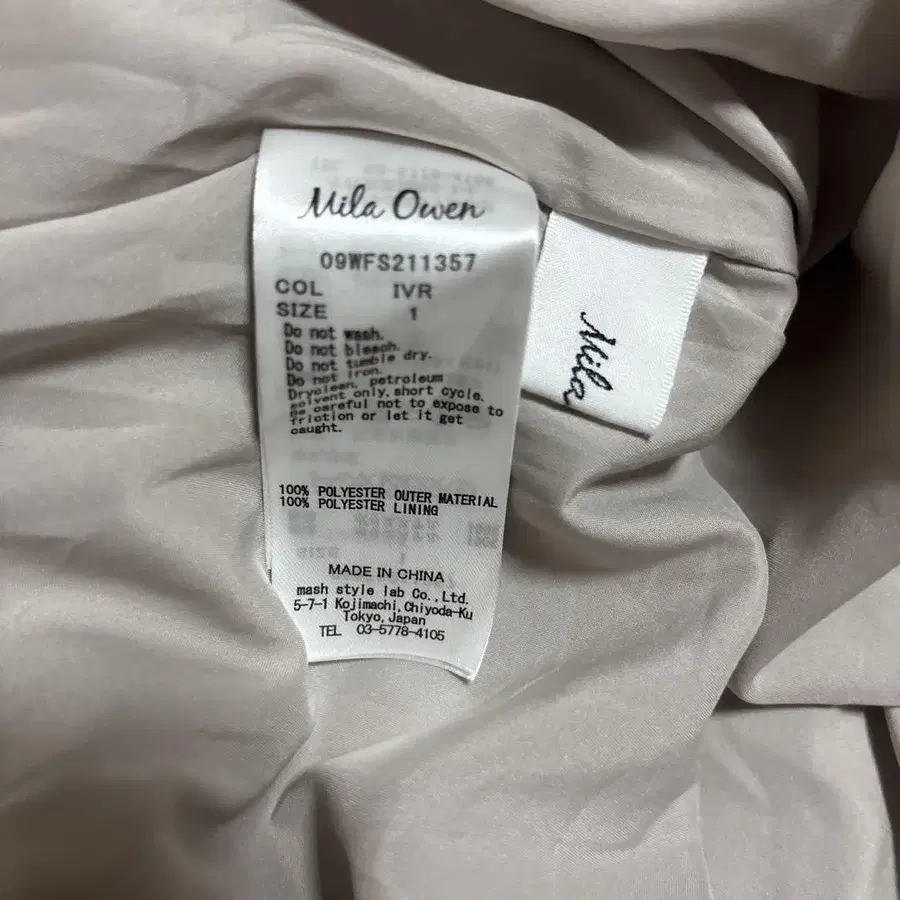 Mila Owen
09WFS211357
COL IVR
SIZE 1
Do not wash.
Do not bleach.
Do not tumble dry.
Do not iron.
Dryclean, petroleum
solvent only, short cycle.
Be careful not to expose to
friction or let it get
caught.
100% POLYESTER OUTER MATERIAL
100% POLYESTER LINING
MADE IN CHINA
mash style lab Co.,Ltd.
5-7-1 Kojimachi,Chiyoda-Ku
Tokyo,Japan
TEL 03-5778-4105
Mila